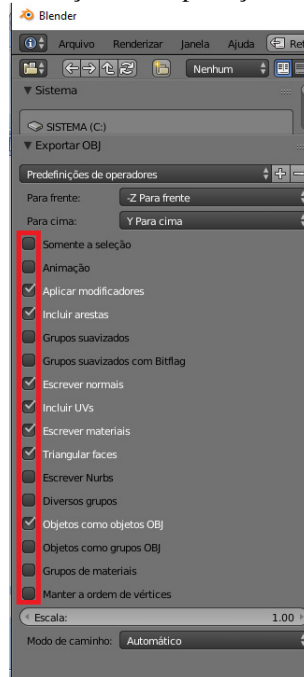 Blender
Arquivo Renderizar Janela Ajuda
Nenhum
Sistema
SISTEMA (C:)
Exportar OBJ
Predefinições de operadores
Para frente: -Z Para frente
Para cima: Y Para cima
Somente a seleção
Animação
Aplicar modificadores
Incluir arestas
Grupos suavizados
Grupos suavizados com Bitflag
Escrever normais
Incluir UVs
Escrever materiais
Triangular faces
Escrever Nurbs
Diversos grupos
Objetos como objetos OBJ
Objetos como grupos OBJ
Grupos de materiais
Manter a ordem de vértices
Escala: 1.00
Modo de caminho: Automático